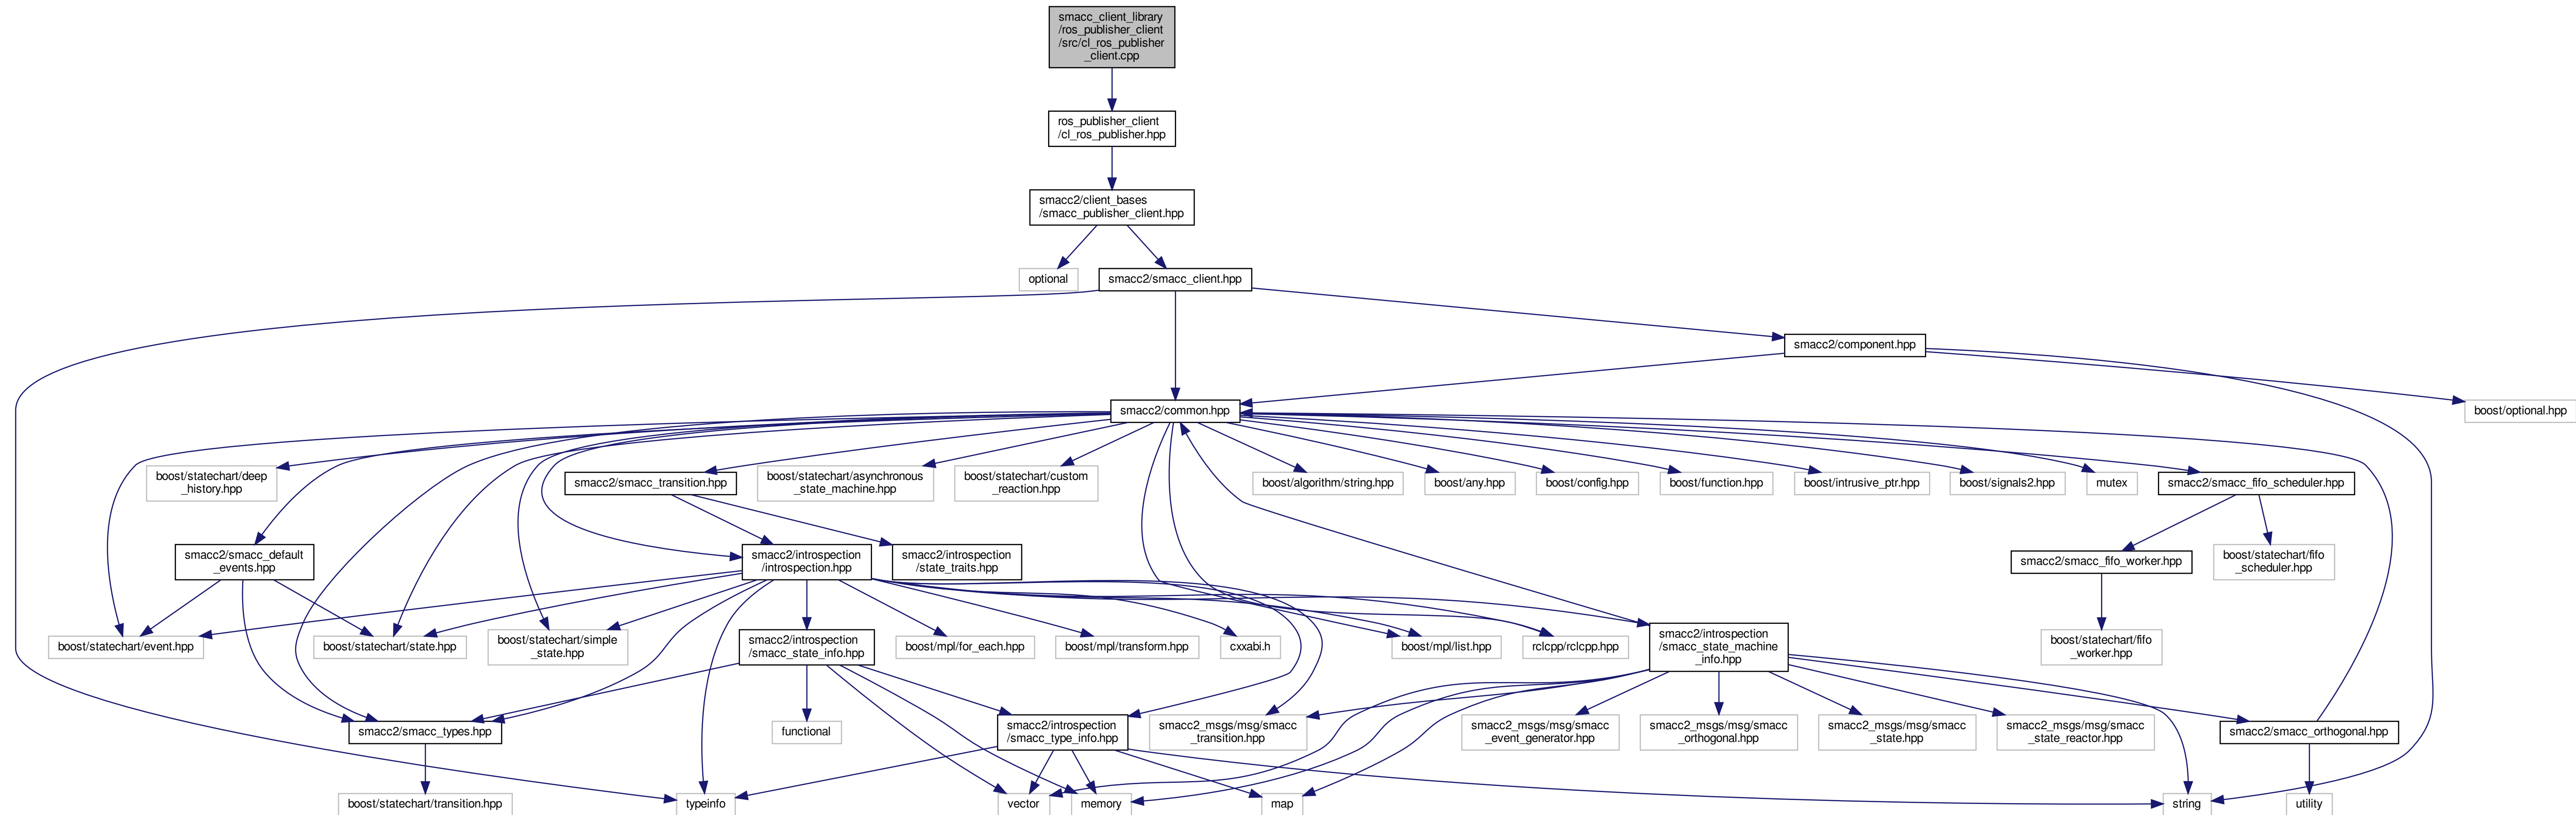 smacc_client_library
/ros_publisher_client
/src/cl_ros_publisher
_client.cpp
ros_publisher_client
/cl_ros_publisher.hpp
smacc2/client_bases
/smacc_publisher_client.hpp
optional
smacc2/smacc_client.hpp
smacc2/component.hpp
smacc2/common.hpp
boost/optional.hpp
boost/statechart/deep
_history.hpp
smacc2/smacc_transition.hpp
boost/statechart/asynchronous
_state_machine.hpp
boost/statechart/custom
_reaction.hpp
boost/algorithm/string.hpp
boost/any.hpp
boost/config.hpp
boost/function.hpp
boost/intrusive_ptr.hpp
boost/signals2.hpp
mutex
smacc2/smacc_fifo_scheduler.hpp
smacc2/smacc_default
_events.hpp
smacc2/introspection
/introspection.hpp
smacc2/introspection
/state_traits.hpp
smacc2/smacc_fifo_worker.hpp
boost/statechart/fifo
_scheduler.hpp
boost/statechart/event.hpp
boost/statechart/state.hpp
boost/statechart/simple
_state.hpp
smacc2/introspection
/smacc_state_info.hpp
boost/mpl/for_each.hpp
boost/mpl/transform.hpp
cxxabi.h
boost/mpl/list.hpp
rclcpp/rclcpp.hpp
smacc2/introspection
/smacc_state_machine
_info.hpp
boost/statechart/fifo
_worker.hpp
smacc2/smacc_types.hpp
functional
smacc2/introspection
/smacc_type_info.hpp
smacc2_msgs/msg/smacc
_transition.hpp
smacc2_msgs/msg/smacc
_event_generator.hpp
smacc2_msgs/msg/smacc
_orthogonal.hpp
smacc2_msgs/msg/smacc
_state.hpp
smacc2_msgs/msg/smacc
_state_reactor.hpp
smacc2/smacc_orthogonal.hpp
boost/statechart/transition.hpp
typeinfo
vector
memory
map
string
utility